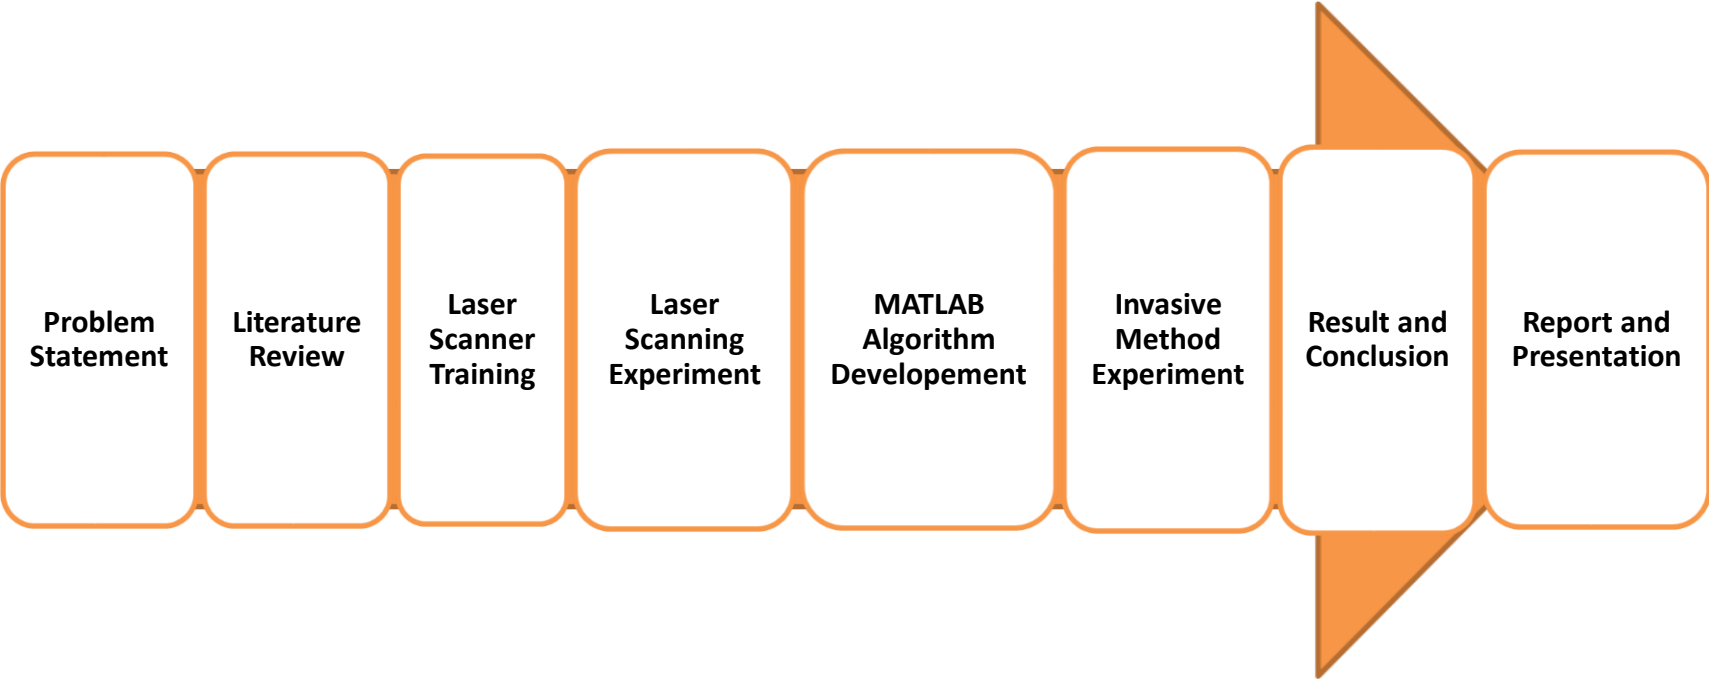 Problem
Statement
Literature
Review
Laser
Scanner
Training
Laser
Scanning
Experiment
MATLAB
Algorithm
Developement
Invasive
Method
Experiment
Result and
Conclusion
Report and
Presentation